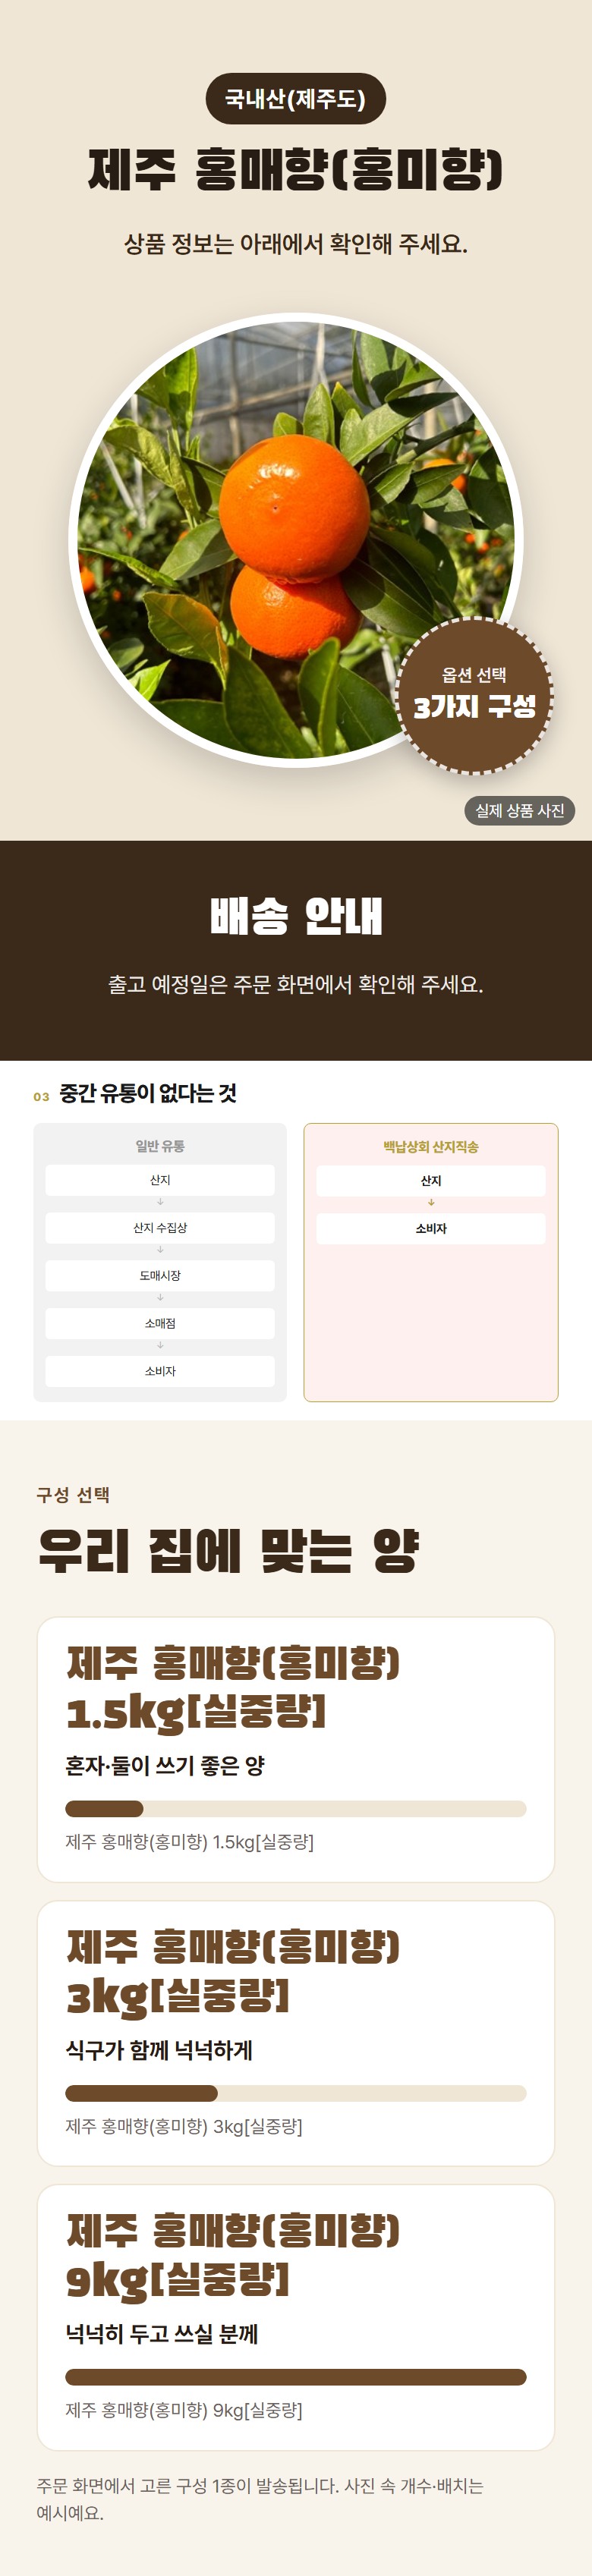 국내산(제주도)
제주 홍매향(홍미향)
상품 정보는 아래에서 확인해 주세요.
옵션 선택
3가지 구성
실제 상품 사진
배송 안내
출고 예정일은 주문 화면에서 확인해 주세요.
03 중간 유통이 없다는 것
일반 유통
산지
↓
산지 수집상
↓
도매시장
↓
소매점
↓
소비자
백납상회 산지직송
산지
↓
소비자
구성 선택
우리 집에 맞는 양
제주 홍매향(홍미향)
1.5kg[실중량]
혼자·둘이 쓰기 좋은 양
제주 홍매향(홍미향) 1.5kg[실중량]
제주 홍매향(홍미향)
3kg[실중량]
식구가 함께 넉넉하게
제주 홍매향(홍미향) 3kg[실중량]
제주 홍매향(홍미향)
9kg[실중량]
넉넉히 두고 쓰실 분께
제주 홍매향(홍미향) 9kg[실중량]
주문 화면에서 고른 구성 1종이 발송됩니다. 사진 속 개수·배치는
예시예요.